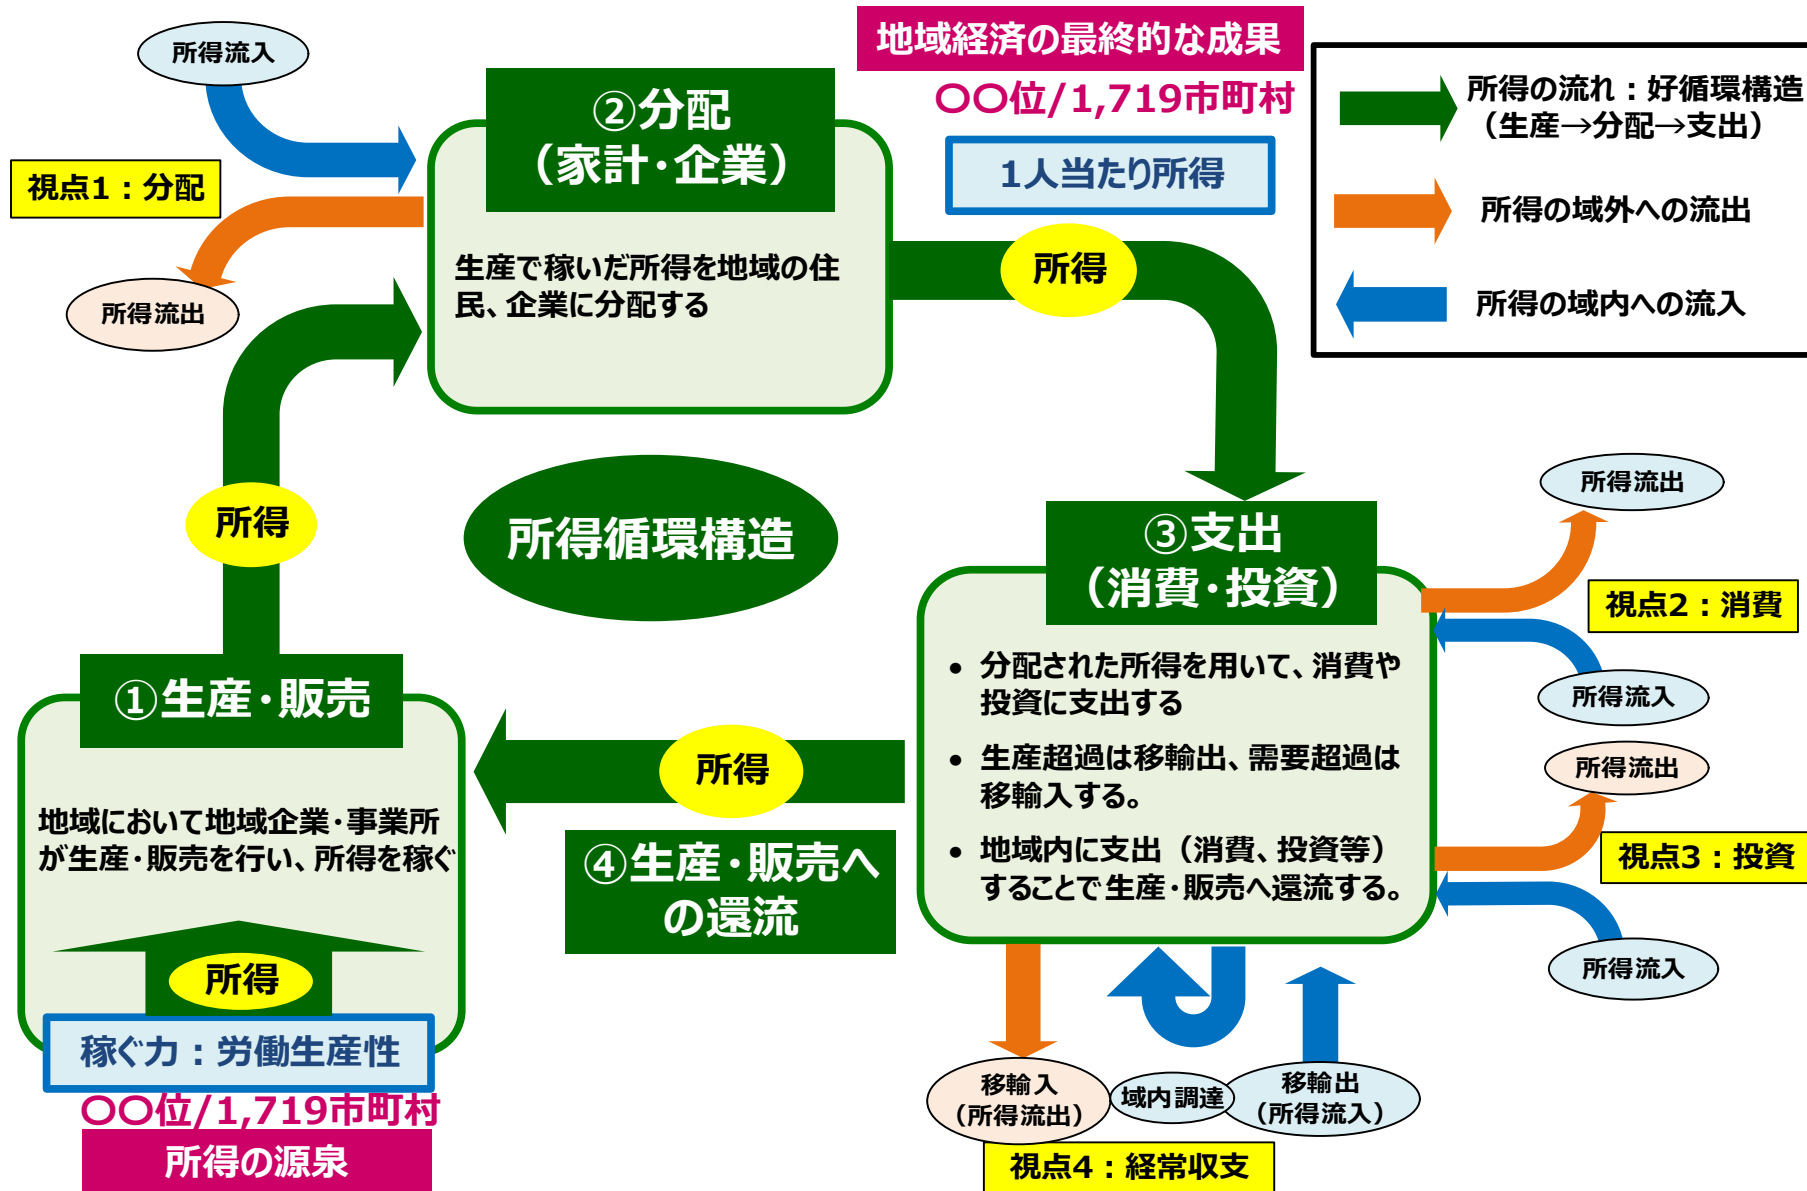 地域経済の最終的な成果
〇〇位/1,719市町村
1人当たり所得
所得の流れ：好循環構造
（生産→分配→支出）
所得の域外への流出
所得の域内への流入
所得流入
視点1：分配
所得流出
②分配
（家計・企業）
生産で稼いだ所得を地域の住
民、企業に分配する
所得
所得
所得循環構造
③支出
（消費・投資）
• 分配された所得を用いて、消費や
投資に支出する
• 生産超過は移輸出、需要超過は
移輸入する。
• 地域内に支出（消費、投資等）
することで生産・販売へ還流する。
所得流出
視点2：消費
所得流入
所得流出
視点3：投資
所得流入
①生産・販売
地域において地域企業・事業所
が生産・販売を行い、所得を稼ぐ
所得
④生産・販売へ
の還流
所得
稼ぐ力：労働生産性
〇〇位/1,719市町村
所得の源泉
移輸入
（所得流出）
域内調達
移輸出
（所得流入）
視点4：経常収支